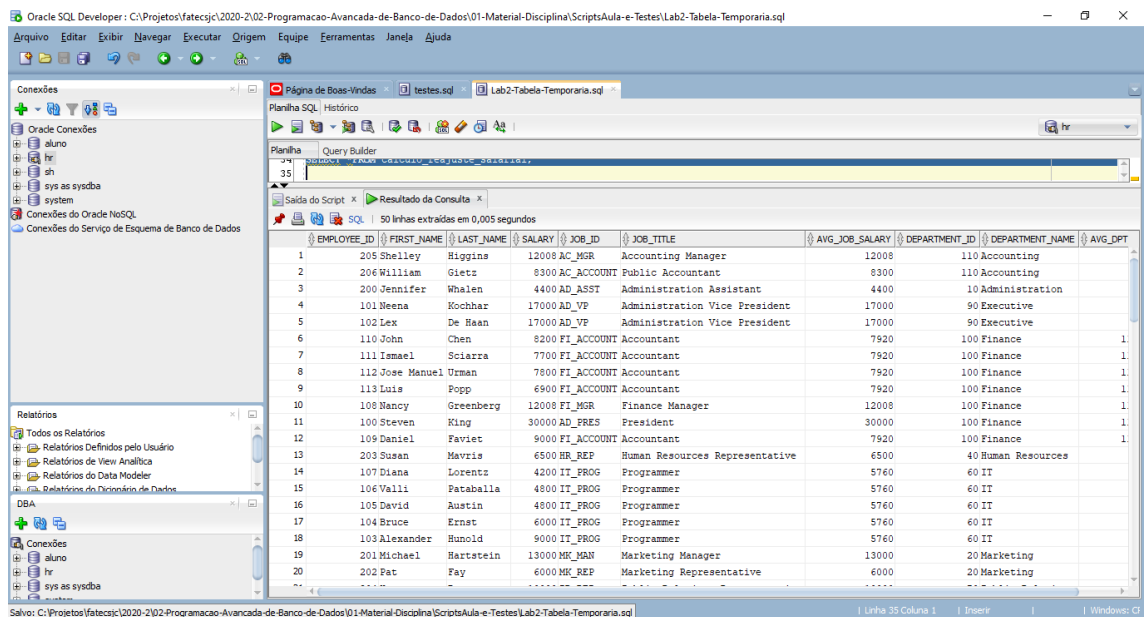 Oracle SQL Developer : C:\Projetos\fatecsjc\2020-2\02-Programacao-Avancada-de-Banco-de-Dados\01-Material-Disciplina\ScriptsAula-e-Testes\Lab2-Tabela-Temporaria.sql
Arquivo Editar Exibir Navegar Executar Origem Equipe Ferramentas Janela Ajuda
Conexões
Oracle Conexões
aluno
hr
sh
sys as sysdba
system
Conexões do Oracle NoSQL
Conexões do Serviço de Esquema de Banco de Dados
Relatórios
Todos os Relatórios
Relatórios Definidos pelo Usuário
Relatórios de View Analítica
Relatórios do Data Modeler
Relatórios do Dicionário de Dados
DBA
Conexões
aluno
hr
sys as sysdba
system
Página de Boas-Vindas testes.sql Lab2-Tabela-Temporaria.sql
Planilha SQL Histórico
hr
Planilha Query Builder
34 SELECT *FROM calculo_reajuste_salarial;
35
Saída do Script Resultado da Consulta
SQL | 50 linhas extraídas em 0,005 segundos
EMPLOYEE_ID FIRST_NAME LAST_NAME SALARY JOB_ID JOB_TITLE AVG_JOB_SALARY DEPARTMENT_ID DEPARTMENT_NAME AVG_DPT
1 205 Shelley Higgins 12008 AC_MGR Accounting Manager 12008 110 Accounting
2 206 William Gietz 8300 AC_ACCOUNT Public Accountant 8300 110 Accounting
3 200 Jennifer Whalen 4400 AD_ASST Administration Assistant 4400 10 Administration
4 101 Neena Kochhar 17000 AD_VP Administration Vice President 17000 90 Executive
5 102 Lex De Haan 17000 AD_VP Administration Vice President 17000 90 Executive
6 110 John Chen 8200 FI_ACCOUNT Accountant 7920 100 Finance 1
7 111 Ismael Sciarra 7700 FI_ACCOUNT Accountant 7920 100 Finance 1
8 112 Jose Manuel Urman 7800 FI_ACCOUNT Accountant 7920 100 Finance 1
9 113 Luis Popp 6900 FI_ACCOUNT Accountant 7920 100 Finance 1
10 108 Nancy Greenberg 12008 FI_MGR Finance Manager 12008 100 Finance 1
11 100 Steven King 30000 AD_PRES President 30000 100 Finance 1
12 109 Daniel Faviet 9000 FI_ACCOUNT Accountant 7920 100 Finance 1
13 203 Susan Mavris 6500 HR_REP Human Resources Representative 6500 40 Human Resources
14 107 Diana Lorentz 4200 IT_PROG Programmer 5760 60 IT
15 106 Valli Pataballa 4800 IT_PROG Programmer 5760 60 IT
16 105 David Austin 4800 IT_PROG Programmer 5760 60 IT
17 104 Bruce Ernst 6000 IT_PROG Programmer 5760 60 IT
18 103 Alexander Hunold 9000 IT_PROG Programmer 5760 60 IT
19 201 Michael Hartstein 13000 MK_MAN Marketing Manager 13000 20 Marketing
20 202 Pat Fay 6000 MK_REP Marketing Representative 6000 20 Marketing
Salvo: C:\Projetos\fatecsjc\2020-2\02-Programacao-Avancada-de-Banco-de-Dados\01-Material-Disciplina\ScriptsAula-e-Testes\Lab2-Tabela-Temporaria.sql | Linha 35 Coluna 1 | Inserir | | Windows: CF